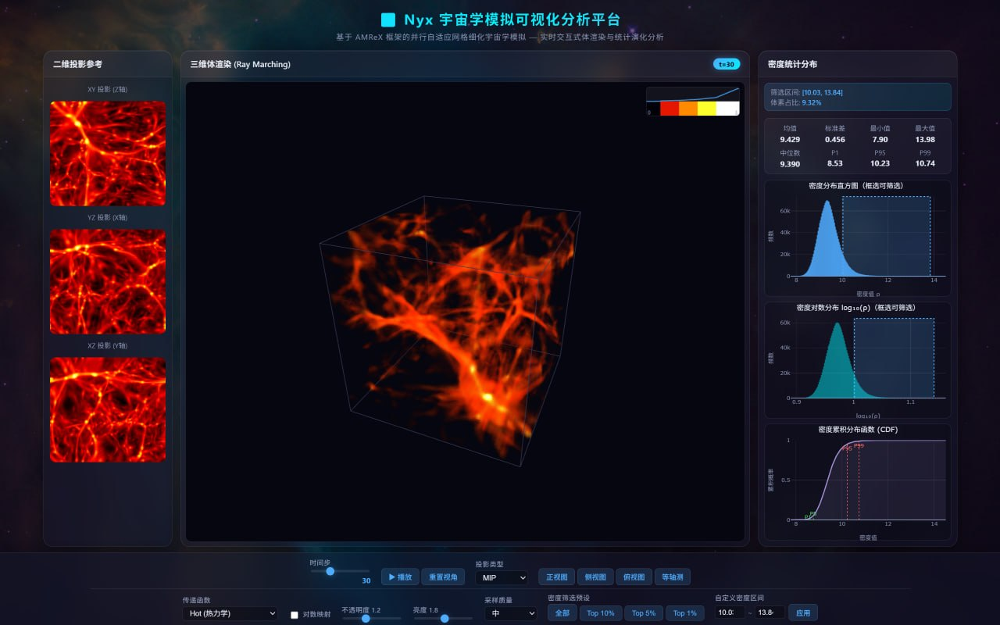 Nyx 宇宙学模拟可视化分析平台
基于 AMReX 框架的并行自适应网格细化宇宙学模拟 — 实时交互式体渲染与统计演化分析
二维投影参考
XY 投影 (Z轴)
YZ 投影 (X轴)
XZ 投影 (Y轴)
三维体渲染 (Ray Marching)
t=30
0
密度统计分布
筛选区间: [10.03, 13.84]
体素占比: 9.32%
均值 标准差 最小值 最大值
9.429 0.456 7.90 13.98
中位数 P1 P95 P99
9.390 8.53 10.23 10.74
密度分布直方图（框选可筛选）
频数
60k
40k
20k
0
8 10 12 14
密度值 ρ
密度对数分布 log₁₀(ρ)（框选可筛选）
频数
60k
40k
20k
0
0.9 1 1.1
log₁₀(ρ)
密度累积分布函数 (CDF)
累积概率
1
0.5
0
P1 P5 P95 P99
8 10 12 14
密度值
时间步
30
▶ 播放
重置视角
投影类型
MIP
正视图
侧视图
俯视图
等轴测
传递函数
Hot (热力学)
对数映射
不透明度 1.2
亮度 1.8
采样质量
中
密度筛选预设
全部
Top 10%
Top 5%
Top 1%
自定义密度区间
10.0 ~ 13.8
应用